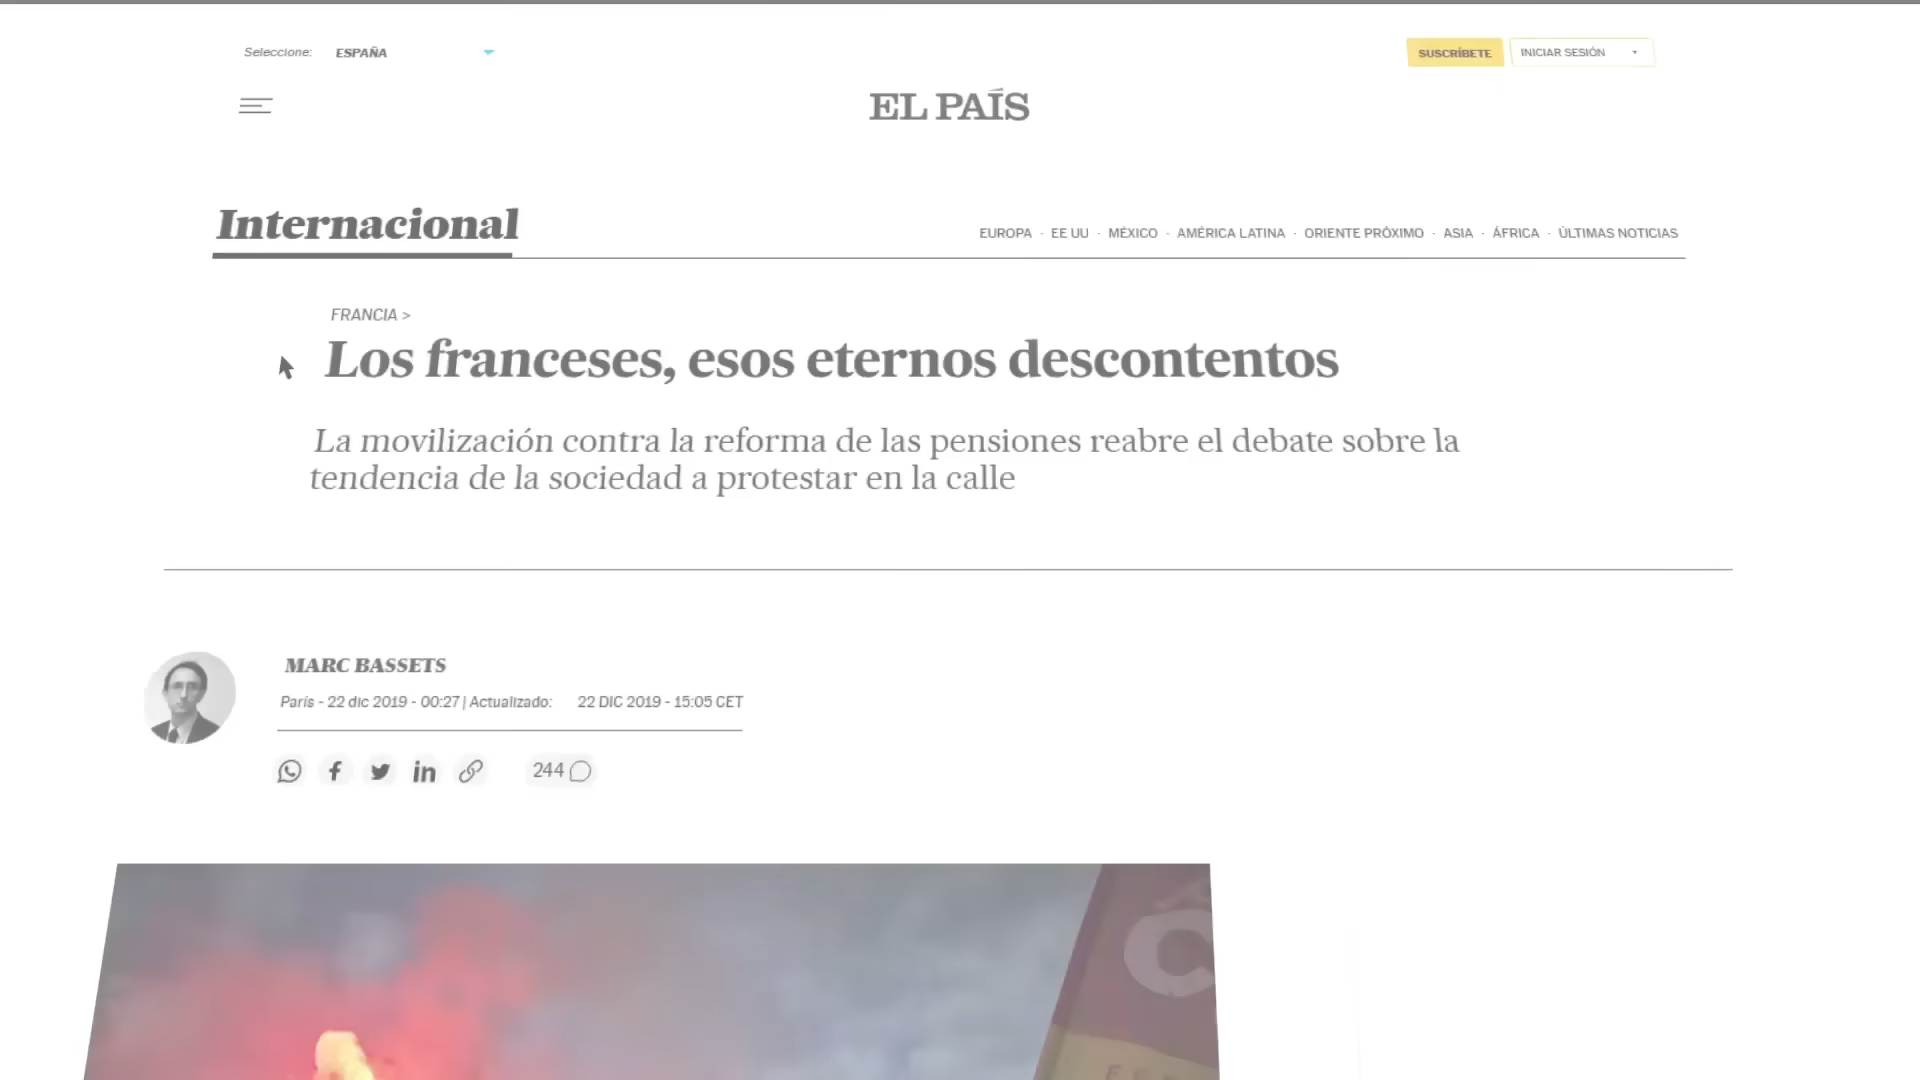 Seleccione: ESPAÑA
SUSCRÍBETE INICIAR SESIÓN
EL PAÍS
Internacional
EUROPA · EE UU · MÉXICO · AMÉRICA LATINA · ORIENTE PRÓXIMO · ASIA · ÁFRICA · ÚLTIMAS NOTICIAS
FRANCIA >
Los franceses, esos eternos descontentos
La movilización contra la reforma de las pensiones reabre el debate sobre la
tendencia de la sociedad a protestar en la calle
MARC BASSETS
París - 22 dic 2019 - 00:27 | Actualizado: 22 DIC 2019 - 15:05 CET
244